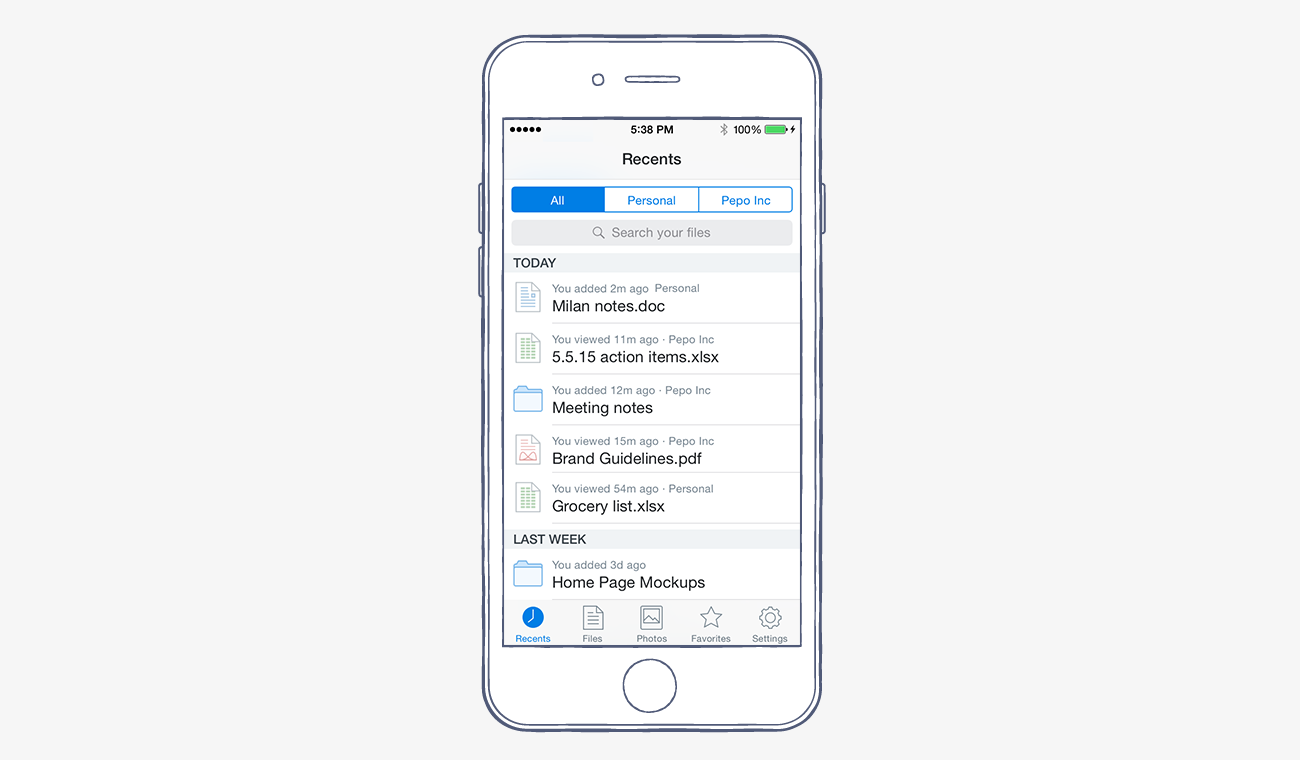 5:38 PM 100%
Recents
All Personal Pepo Inc
Search your files
TODAY
You added 2m ago Personal
Milan notes.doc
You viewed 11m ago · Pepo Inc
5.5.15 action items.xlsx
You added 12m ago · Pepo Inc
Meeting notes
You viewed 15m ago · Pepo Inc
Brand Guidelines.pdf
You viewed 54m ago · Personal
Grocery list.xlsx
LAST WEEK
You added 3d ago
Home Page Mockups
Recents Files Photos Favorites Settings